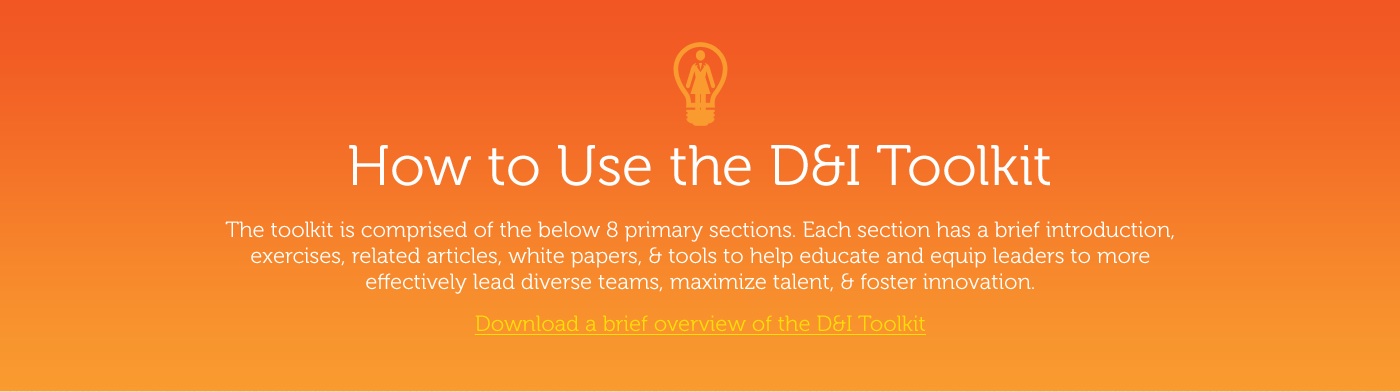 How to Use the D&I Toolkit
The toolkit is comprised of the below 8 primary sections. Each section has a brief introduction,
exercises, related articles, white papers, & tools to help educate and equip leaders to more
effectively lead diverse teams, maximize talent, & foster innovation.
Download a brief overview of the D&I Toolkit